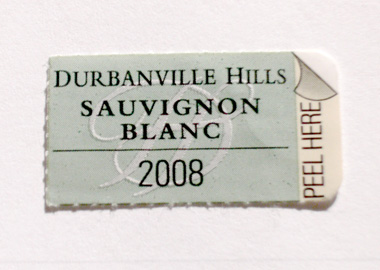 DURBANVILLE HILLS
SAUVIGNON
BLANC
2008
PEEL HERE